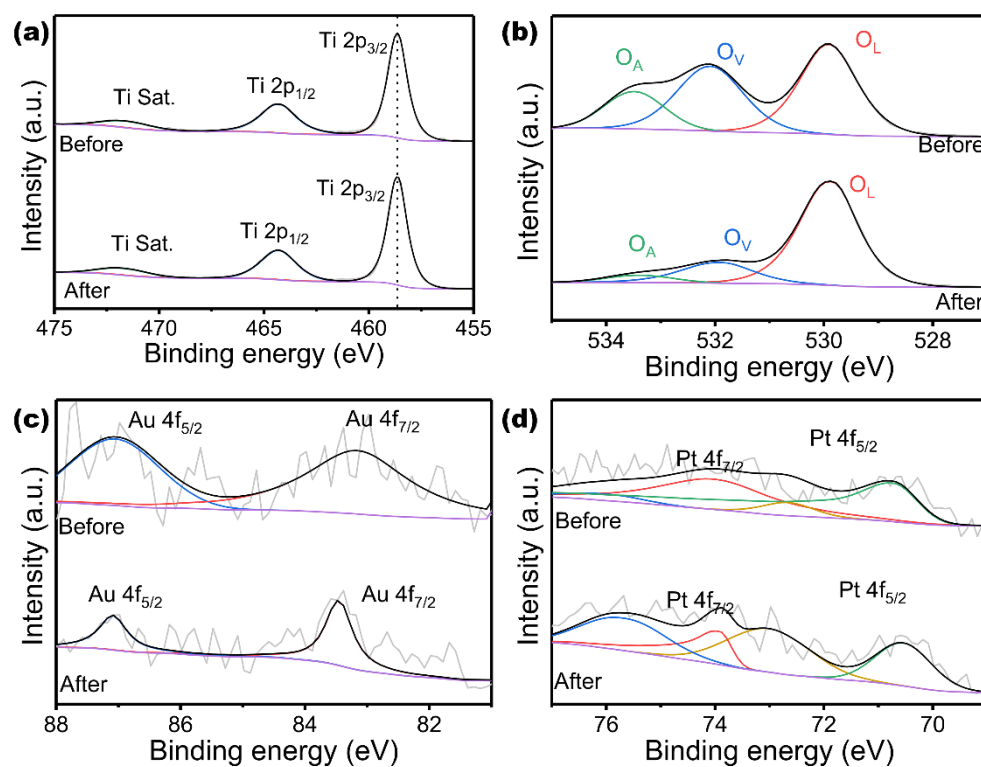 (a)
Intensity (a.u.)
Ti Sat.
Ti 2p1/2
Ti 2p3/2
Before
Ti Sat.
Ti 2p1/2
Ti 2p3/2
After
475 470 465 460 455
Binding energy (eV)
(b)
Intensity (a.u.)
OA
OV
OL
Before
OA
OV
OL
After
534 532 530 528
Binding energy (eV)
(c)
Intensity (a.u.)
Au 4f5/2
Au 4f7/2
Before
Au 4f5/2
Au 4f7/2
After
88 86 84 82
Binding energy (eV)
(d)
Intensity (a.u.)
Pt 4f7/2
Pt 4f5/2
Before
Pt 4f7/2
Pt 4f5/2
After
76 74 72 70
Binding energy (eV)